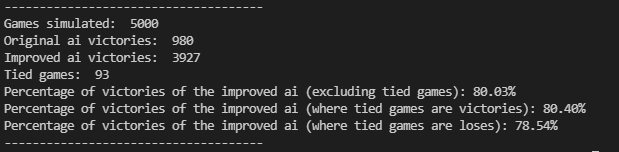 -------------------------------------
Games simulated:  5000
Original ai victories:  980
Improved ai victories:  3927
Tied games:  93
Percentage of victories of the improved ai (excluding tied games): 80.03%
Percentage of victories of the improved ai (where tied games are victories): 80.40%
Percentage of victories of the improved ai (where tied games are loses): 78.54%
-------------------------------------